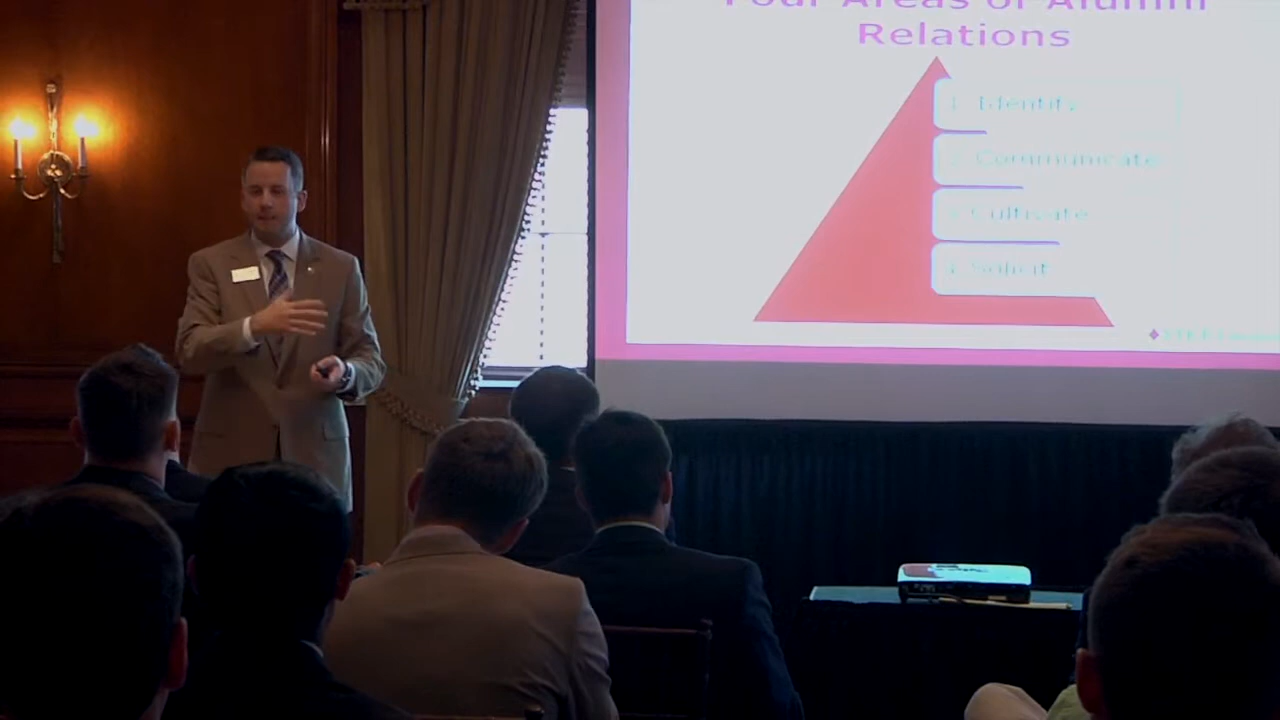 Four Areas of Alumni
Relations
1. Identify
2. Communicate
3. Cultivate
4. Solicit